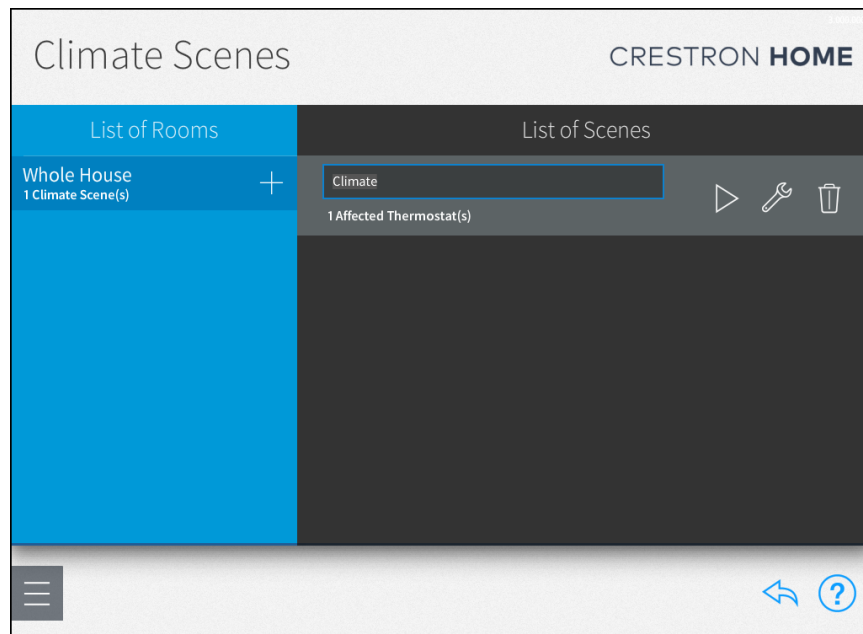 Climate Scenes
CRESTRON HOME
List of Rooms
List of Scenes
Whole House
1 Climate Scene(s)
Climate
1 Affected Thermostat(s)
?